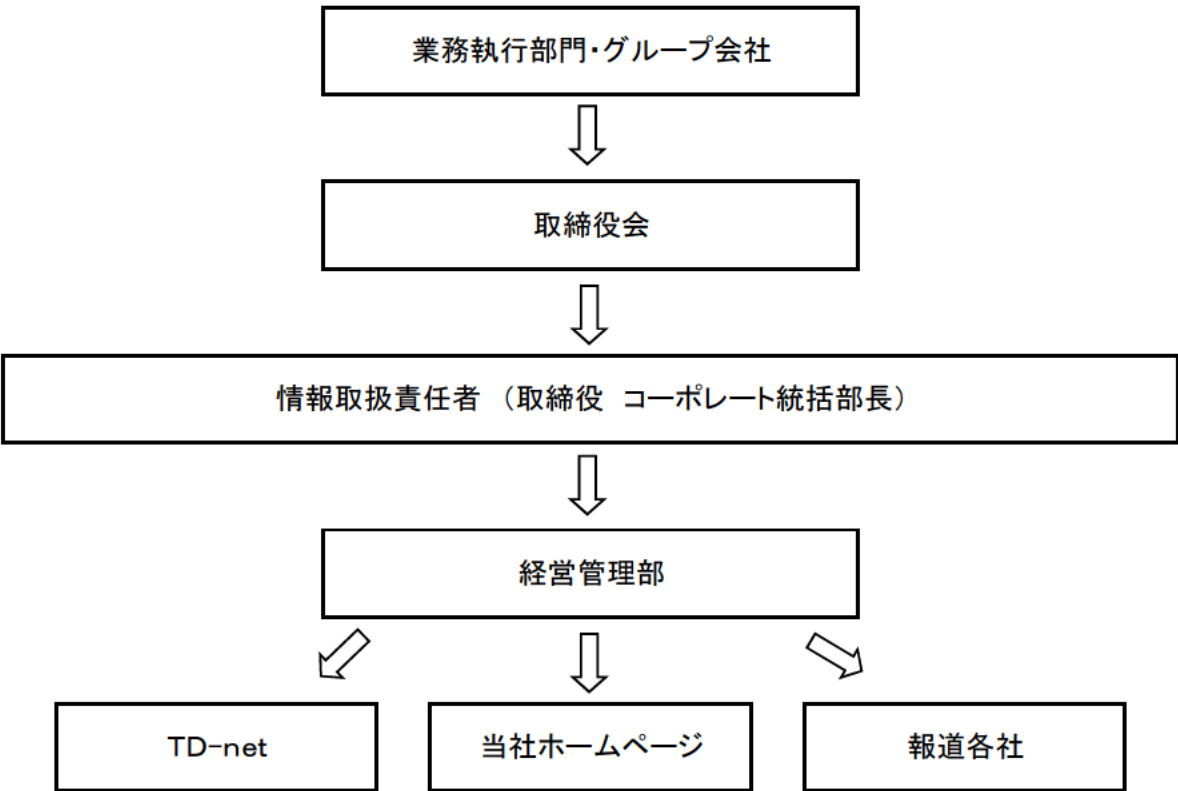 業務執行部門・グループ会社
取締役会
情報取扱責任者　（取締役　コーポレート統括部長）
経営管理部
TD-net
当社ホームページ
報道各社